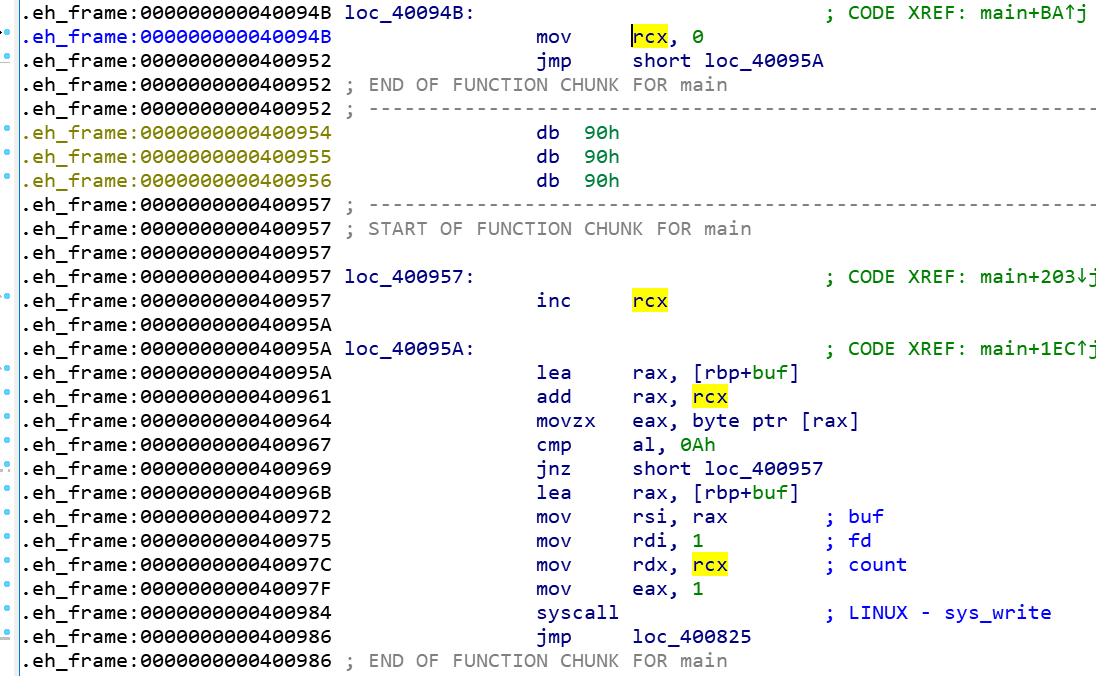 .eh_frame:000000000040094B loc_40094B: ; CODE XREF: main+BA↑j
.eh_frame:000000000040094B mov rcx, 0
.eh_frame:0000000000400952 jmp short loc_40095A
.eh_frame:0000000000400952 ; END OF FUNCTION CHUNK FOR main
.eh_frame:0000000000400952 ; ---------------------------------------------------------------
.eh_frame:0000000000400954 db 90h
.eh_frame:0000000000400955 db 90h
.eh_frame:0000000000400956 db 90h
.eh_frame:0000000000400957 ; ---------------------------------------------------------------
.eh_frame:0000000000400957 ; START OF FUNCTION CHUNK FOR main
.eh_frame:0000000000400957
.eh_frame:0000000000400957 loc_400957: ; CODE XREF: main+203↓j
.eh_frame:0000000000400957 inc rcx
.eh_frame:000000000040095A
.eh_frame:000000000040095A loc_40095A: ; CODE XREF: main+1EC↑j
.eh_frame:000000000040095A lea rax, [rbp+buf]
.eh_frame:0000000000400961 add rax, rcx
.eh_frame:0000000000400964 movzx eax, byte ptr [rax]
.eh_frame:0000000000400967 cmp al, 0Ah
.eh_frame:0000000000400969 jnz short loc_400957
.eh_frame:000000000040096B lea rax, [rbp+buf]
.eh_frame:0000000000400972 mov rsi, rax ; buf
.eh_frame:0000000000400975 mov rdi, 1 ; fd
.eh_frame:000000000040097C mov rdx, rcx ; count
.eh_frame:000000000040097F mov eax, 1
.eh_frame:0000000000400984 syscall ; LINUX - sys_write
.eh_frame:0000000000400986 jmp loc_400825
.eh_frame:0000000000400986 ; END OF FUNCTION CHUNK FOR main